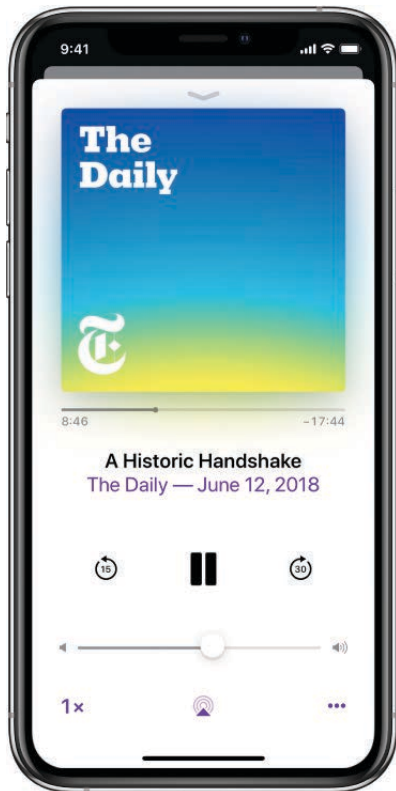 9:41
The
Daily
T
8:46 -17:44
A Historic Handshake
The Daily — June 12, 2018
15 30
1×